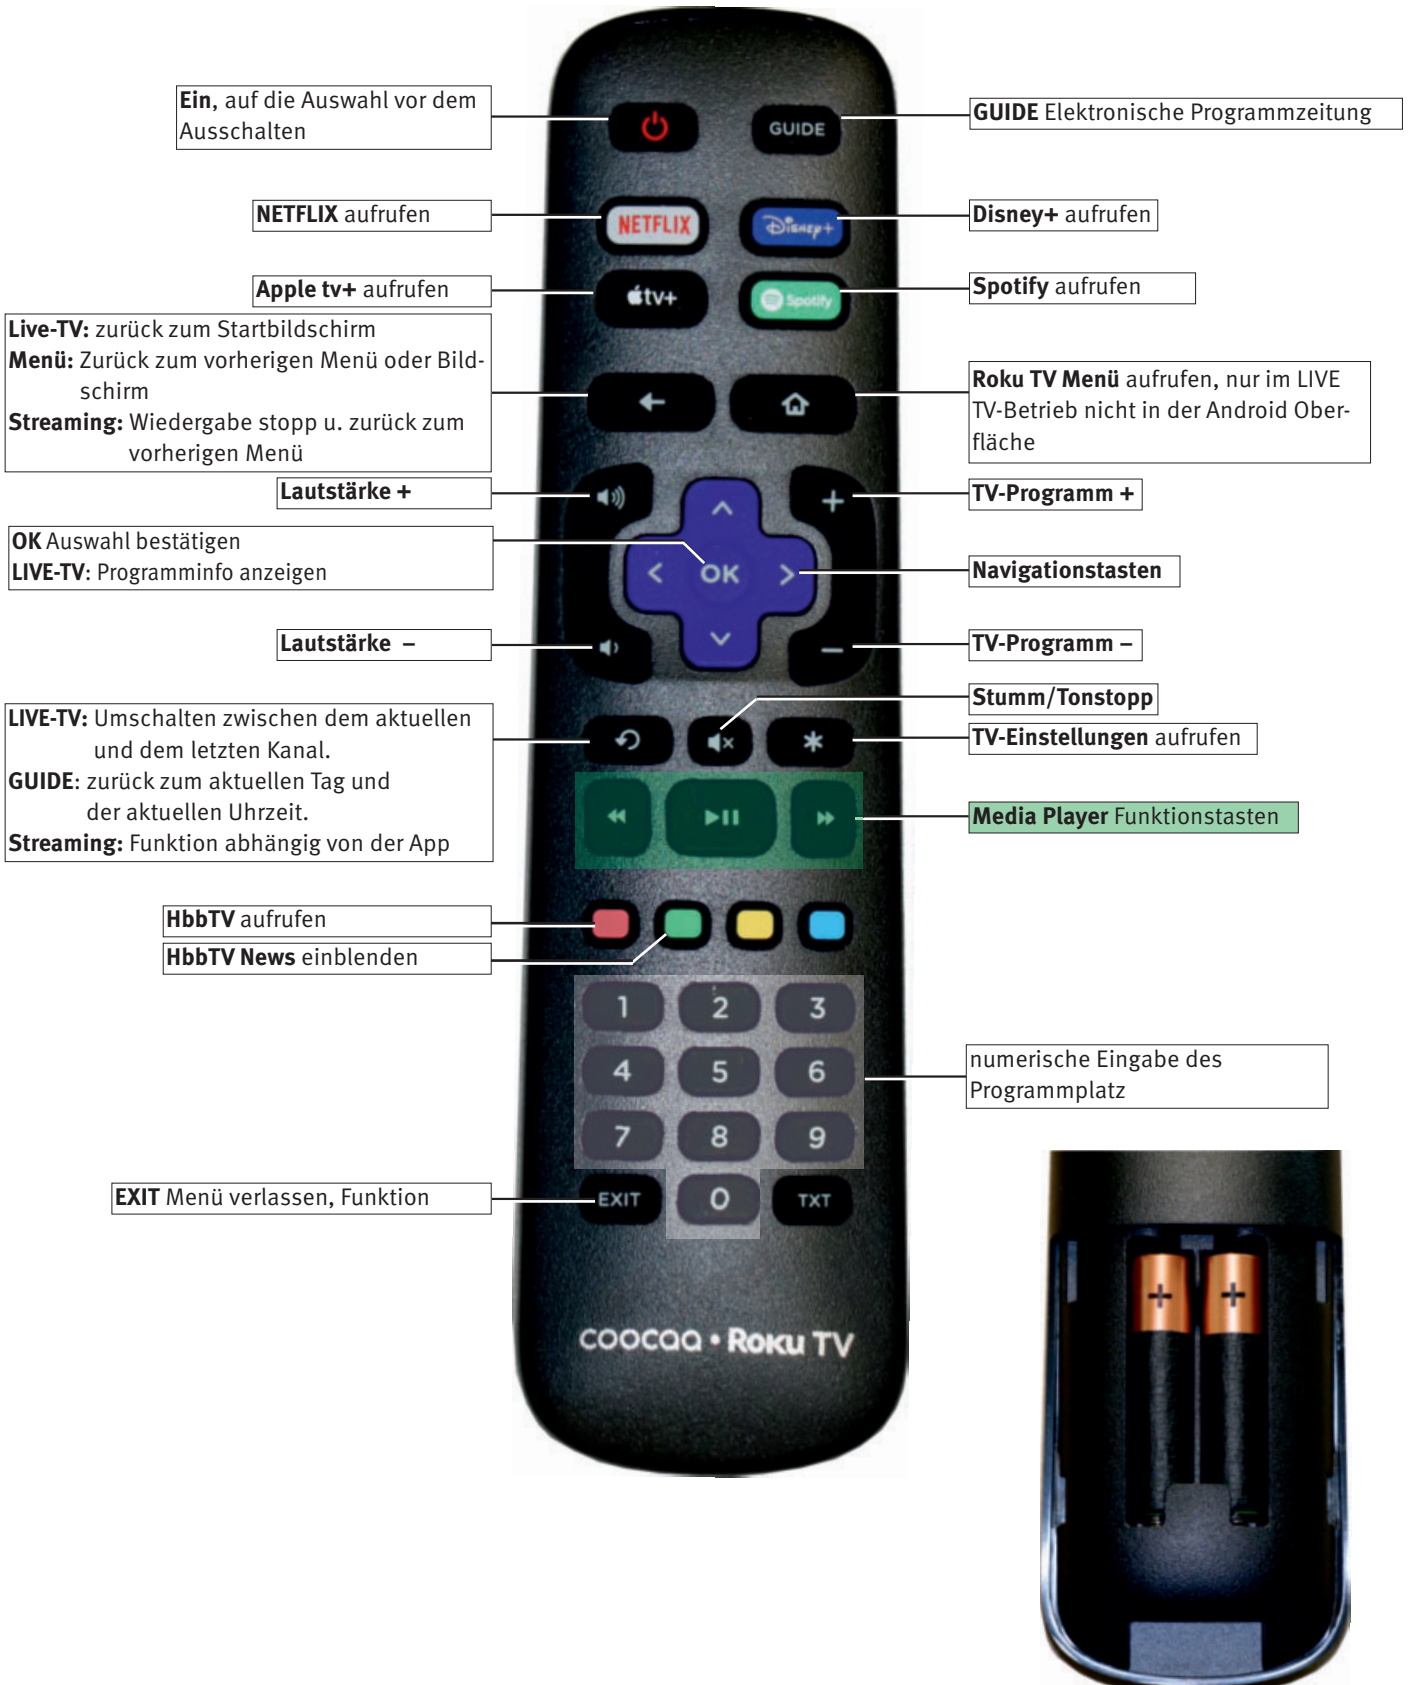 Ein, auf die Auswahl vor dem
Ausschalten
GUIDE Elektronische Programmzeitung
GUIDE
NETFLIX aufrufen
NETFLIX
Disney+
Disney+ aufrufen
Apple tv+ aufrufen
tv+
Spotify
Spotify aufrufen
Live-TV: zurück zum Startbildschirm
Menü: Zurück zum vorherigen Menü oder Bild-
schirm
Streaming: Wiedergabe stopp u. zurück zum
vorherigen Menü
Roku TV Menü aufrufen, nur im LIVE
TV-Betrieb nicht in der Android Ober-
fläche
Lautstärke +
+
TV-Programm +
OK Auswahl bestätigen
LIVE-TV: Programminfo anzeigen
OK
Navigationstasten
Lautstärke –
–
TV-Programm –
Stumm/Tonstopp
TV-Einstellungen aufrufen
LIVE-TV: Umschalten zwischen dem aktuellen
und dem letzten Kanal.
GUIDE: zurück zum aktuellen Tag und
der aktuellen Uhrzeit.
Streaming: Funktion abhängig von der App
*
Media Player Funktionstasten
HbbTV aufrufen
HbbTV News einblenden
1 2 3
4 5 6
7 8 9
numerische Eingabe des
Programmplatz
EXIT Menü verlassen, Funktion
EXIT 0 TXT
coocaa • Roku TV
+ +